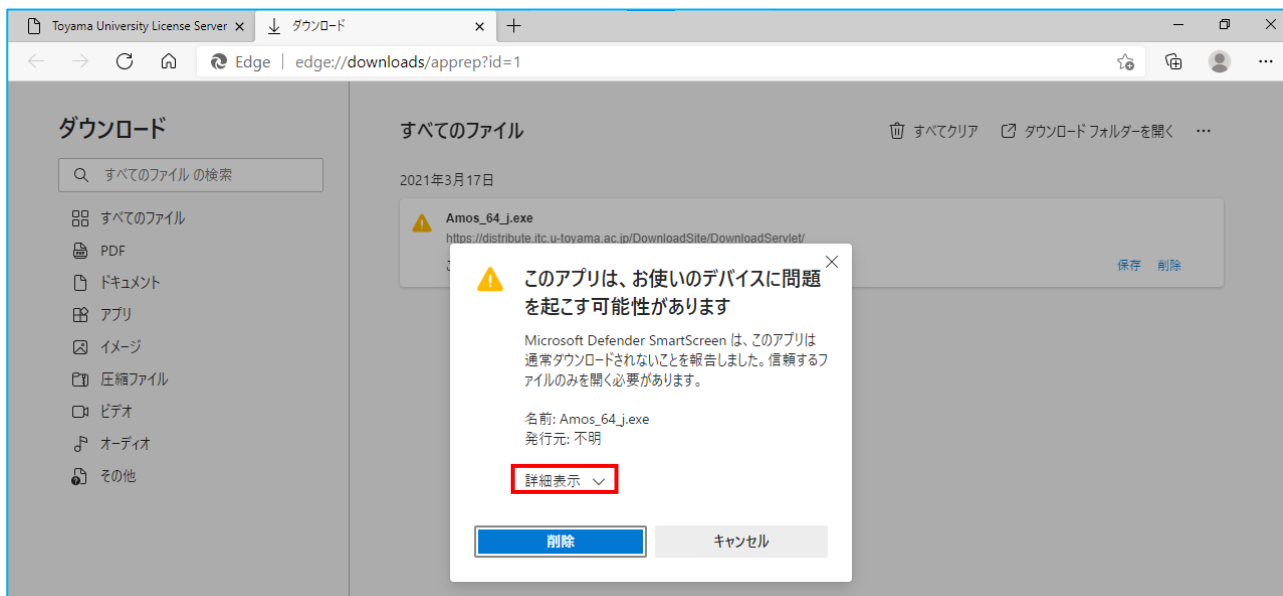 Toyama University License Server
ダウンロード
Edge | edge://downloads/apprep?id=1
ダウンロード
すべてのファイル の検索
すべてのファイル
PDF
ドキュメント
アプリ
イメージ
圧縮ファイル
ビデオ
オーディオ
その他
すべてのファイル
すべてクリア
ダウンロード フォルダーを開く
2021年3月17日
Amos_64_j.exe
https://distribute.itc.u-toyama.ac.jp/DownloadSite/DownloadServlet/
保存 削除
このアプリは、お使いのデバイスに問題
を起こす可能性があります
Microsoft Defender SmartScreen は、このアプリは
通常ダウンロードされないことを報告しました。信頼するフ
ァイルのみを開く必要があります。
名前: Amos_64_j.exe
発行元: 不明
詳細表示
削除
キャンセル